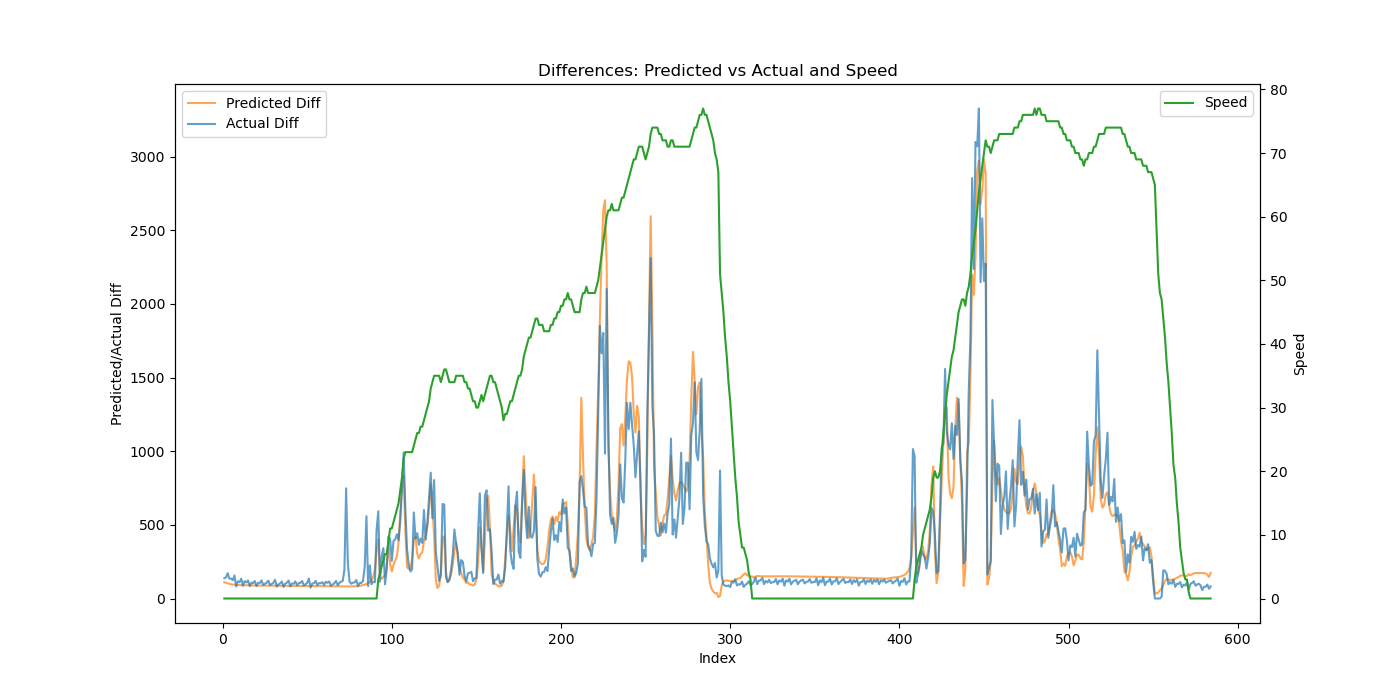 Differences: Predicted vs Actual and Speed
Predicted Diff
Actual Diff
Speed
3000
2500
2000
1500
1000
500
0
Predicted/Actual Diff
80
70
60
50
40
30
20
10
0
Speed
0 100 200 300 400 500 600
Index